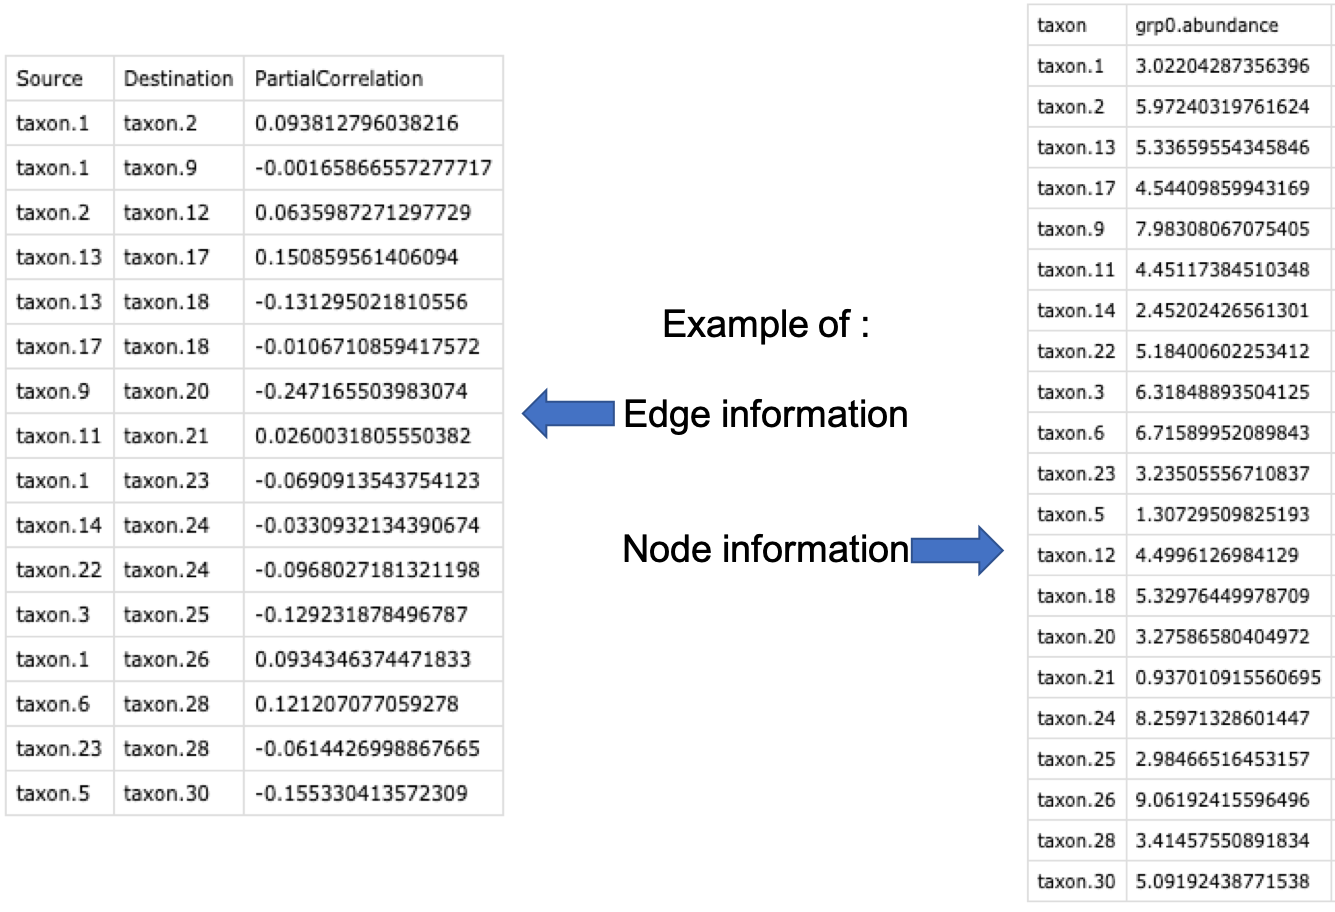 Source Destination PartialCorrelation
taxon.1 taxon.2 0.093812796038216
taxon.1 taxon.9 -0.00165866557277717
taxon.2 taxon.12 0.0635987271297729
taxon.13 taxon.17 0.150859561406094
taxon.13 taxon.18 -0.131295021810556
taxon.17 taxon.18 -0.0106710859417572
taxon.9 taxon.20 -0.247165503983074
taxon.11 taxon.21 0.0260031805550382
taxon.1 taxon.23 -0.0690913543754123
taxon.14 taxon.24 -0.0330932134390674
taxon.22 taxon.24 -0.0968027181321198
taxon.3 taxon.25 -0.129231878496787
taxon.1 taxon.26 0.0934346374471833
taxon.6 taxon.28 0.121207077059278
taxon.23 taxon.28 -0.0614426998867665
taxon.5 taxon.30 -0.155330413572309
Example of :
Edge information
Node information
taxon grp0.abundance
taxon.1 3.02204287356396
taxon.2 5.97240319761624
taxon.13 5.33659554345846
taxon.17 4.54409859943169
taxon.9 7.98308067075405
taxon.11 4.45117384510348
taxon.14 2.45202426561301
taxon.22 5.18400602253412
taxon.3 6.31848893504125
taxon.6 6.71589952089843
taxon.23 3.23505556710837
taxon.5 1.30729509825193
taxon.12 4.4996126984129
taxon.18 5.32976449978709
taxon.20 3.27586580404972
taxon.21 0.937010915560695
taxon.24 8.25971328601447
taxon.25 2.98466516453157
taxon.26 9.06192415596496
taxon.28 3.41457550891834
taxon.30 5.09192438771538